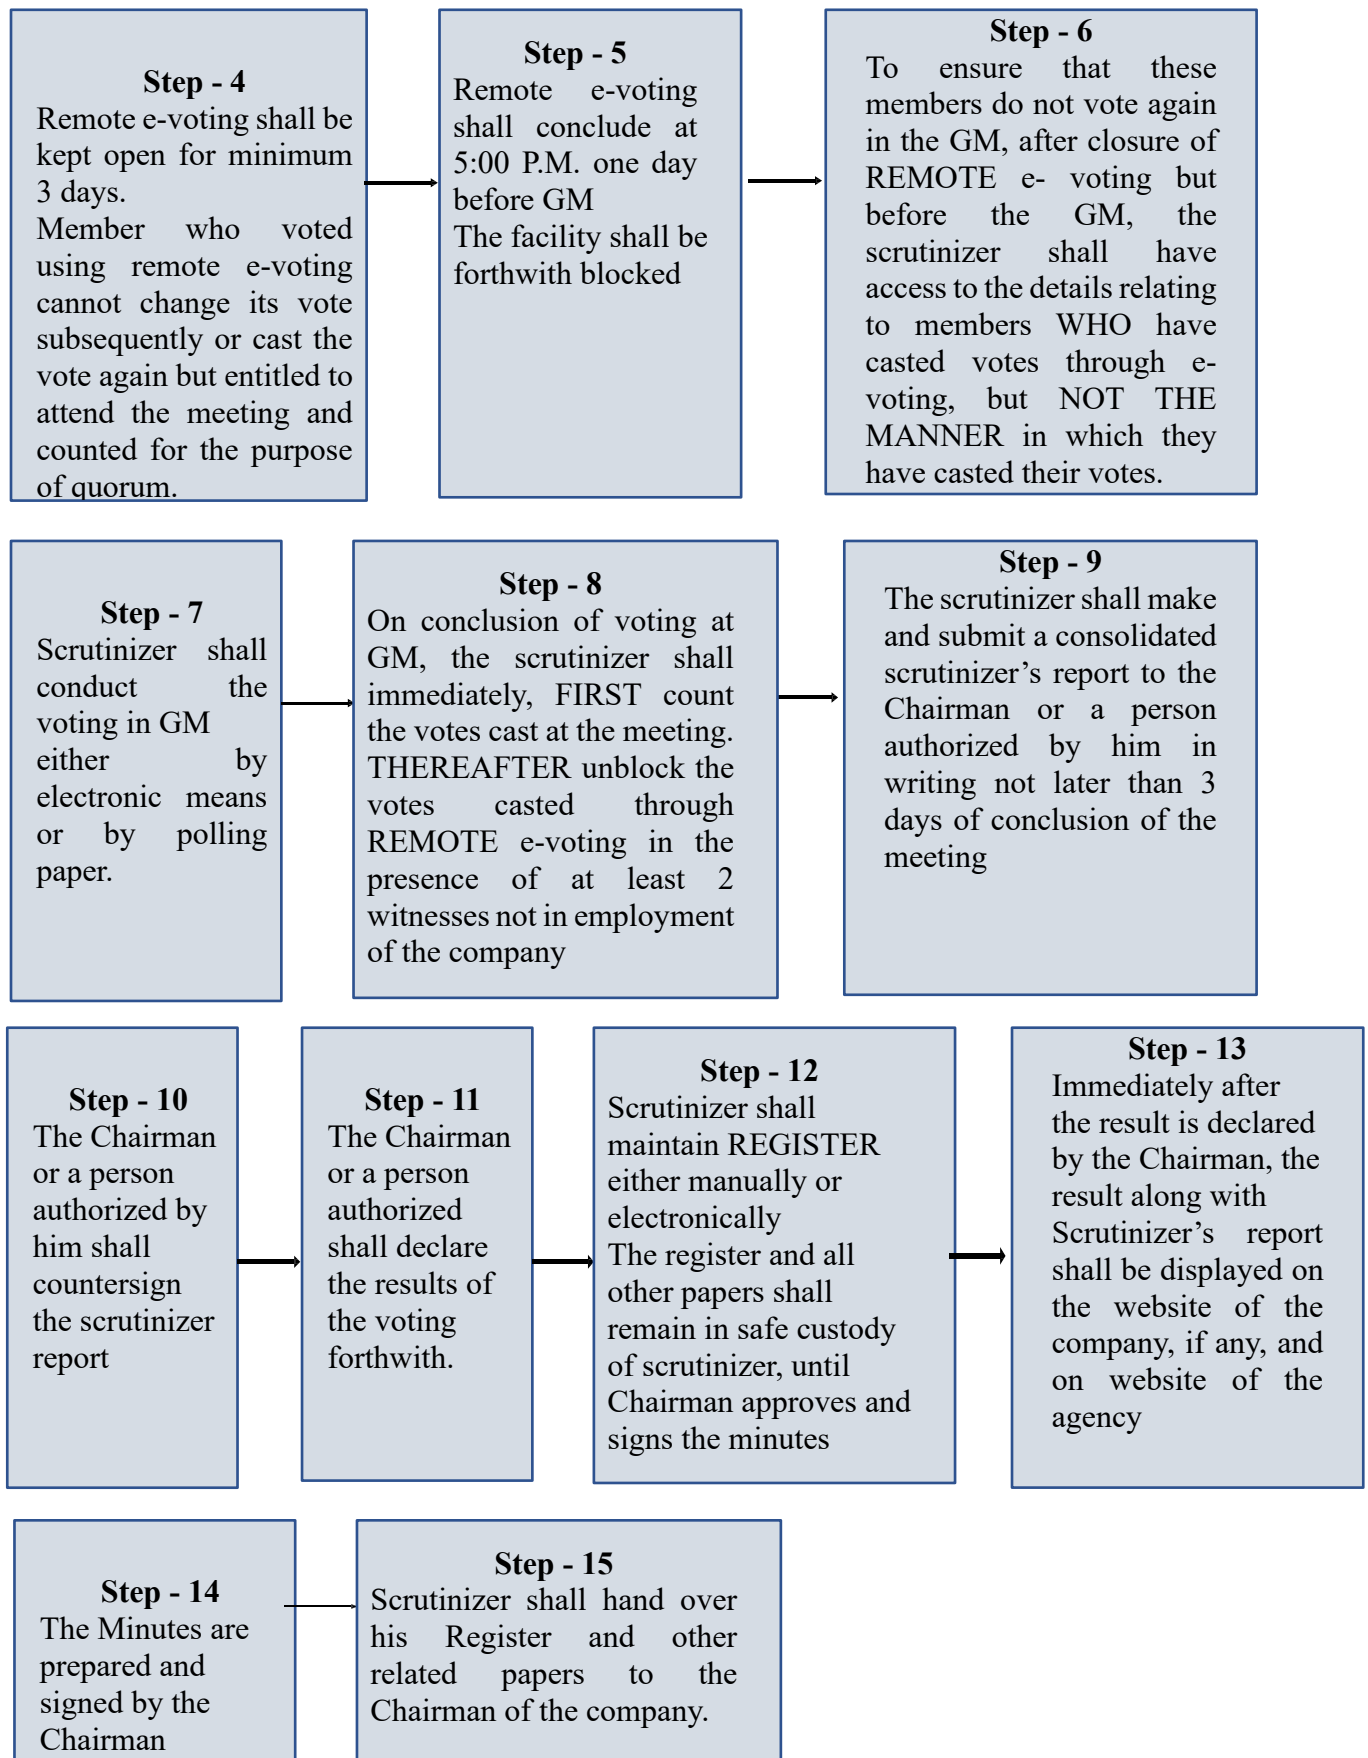 Step - 4
Remote e-voting shall be
kept open for minimum
3 days.
Member who voted
using remote e-voting
cannot change its vote
subsequently or cast the
vote again but entitled to
attend the meeting and
counted for the purpose
of quorum.
Step - 5
Remote e-voting
shall conclude at
5:00 P.M. one day
before GM
The facility shall be
forthwith blocked
Step - 6
To ensure that these
members do not vote again
in the GM, after closure of
REMOTE e- voting but
before the GM, the
scrutinizer shall have
access to the details relating
to members WHO have
casted votes through e-
voting, but NOT THE
MANNER in which they
have casted their votes.
Step - 7
Scrutinizer shall
conduct the
voting in GM
either by
electronic means
or by polling
paper.
Step - 8
On conclusion of voting at
GM, the scrutinizer shall
immediately, FIRST count
the votes cast at the meeting.
THEREAFTER unblock the
votes casted through
REMOTE e-voting in the
presence of at least 2
witnesses not in employment
of the company
Step - 9
The scrutinizer shall make
and submit a consolidated
scrutinizer’s report to the
Chairman or a person
authorized by him in
writing not later than 3
days of conclusion of the
meeting
Step - 10
The Chairman
or a person
authorized by
him shall
countersign
the scrutinizer
report
Step - 11
The Chairman
or a person
authorized
shall declare
the results of
the voting
forthwith.
Step - 12
Scrutinizer shall
maintain REGISTER
either manually or
electronically
The register and all
other papers shall
remain in safe custody
of scrutinizer, until
Chairman approves and
signs the minutes
Step - 13
Immediately after
the result is declared
by the Chairman, the
result along with
Scrutinizer’s report
shall be displayed on
the website of the
company, if any, and
on website of the
agency
Step - 14
The Minutes are
prepared and
signed by the
Chairman
Step - 15
Scrutinizer shall hand over
his Register and other
related papers to the
Chairman of the company.